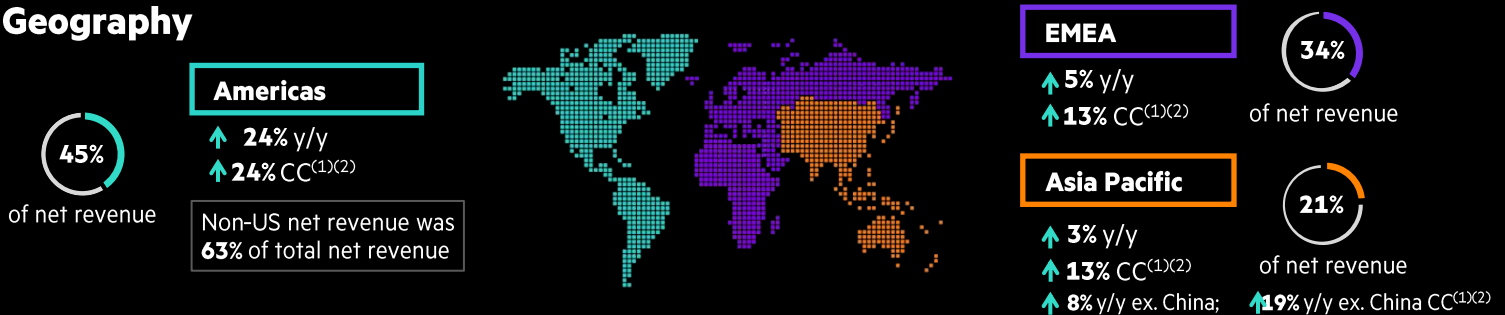 Geography
Americas
↑ 24% y/y
↑ 24% CC(1)(2)
45%
of net revenue
Non-US net revenue was
63% of total net revenue
EMEA
↑ 5% y/y
↑ 13% CC(1)(2)
34%
of net revenue
Asia Pacific
↑ 3% y/y
↑ 13% CC(1)(2)
↑ 8% y/y ex. China; ↑19% y/y ex. China CC(1)(2)
21%
of net revenue